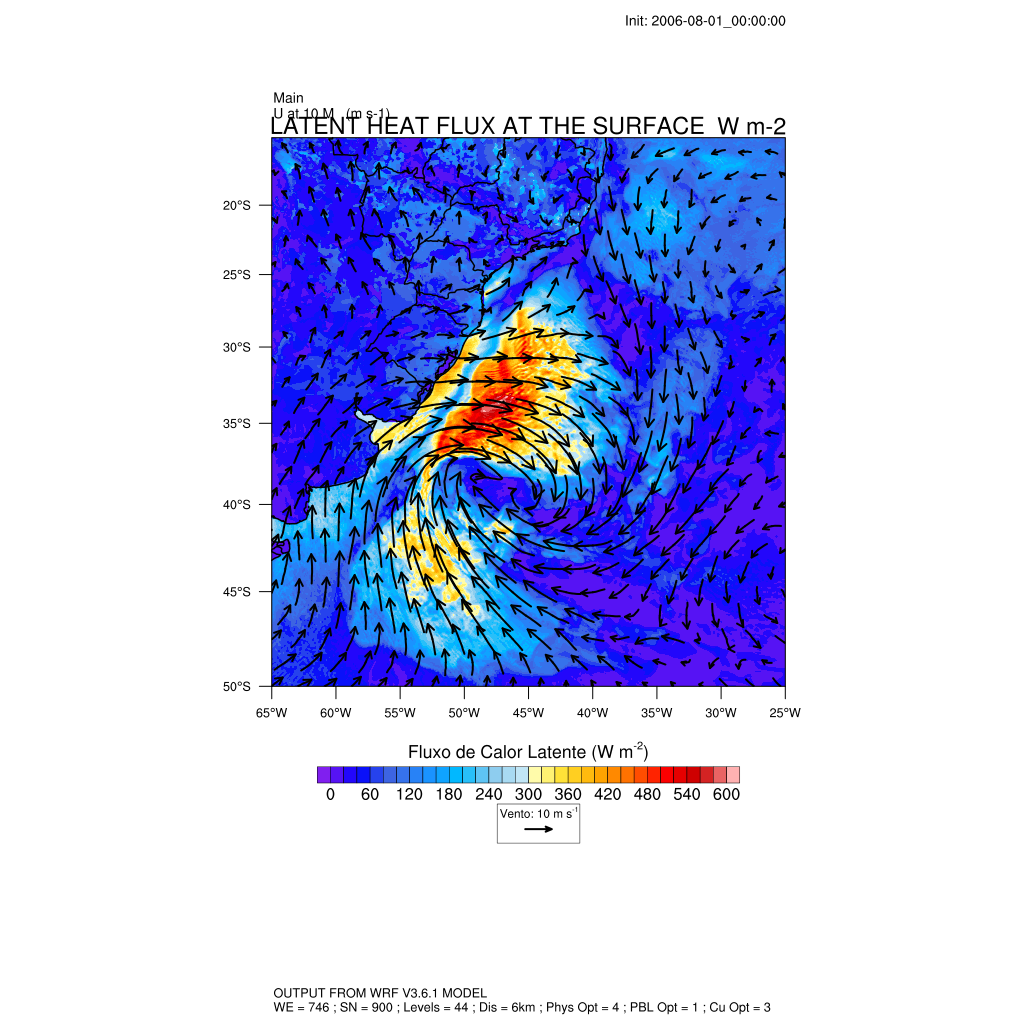 Init: 2006-08-01_00:00:00
Main
U at 10 M (m s-1)
LATENT HEAT FLUX AT THE SURFACE W m-2
20°S
25°S
30°S
35°S
40°S
45°S
50°S
65°W 60°W 55°W 50°W 45°W 40°W 35°W 30°W 25°W
Fluxo de Calor Latente (W m-2)
0 60 120 180 240 300 360 420 480 540 600
Vento: 10 m s-1
OUTPUT FROM WRF V3.6.1 MODEL
WE = 746 ; SN = 900 ; Levels = 44 ; Dis = 6km ; Phys Opt = 4 ; PBL Opt = 1 ; Cu Opt = 3